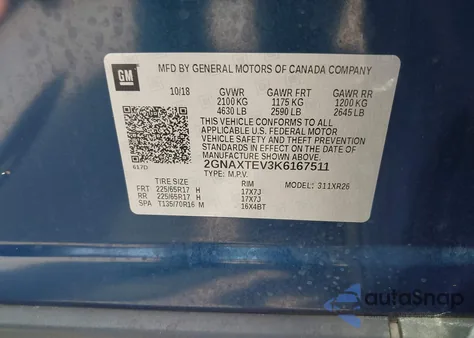 GM
MFD BY GENERAL MOTORS OF CANADA COMPANY
10/18 GVWR GAWR FRT GAWR RR
2100 KG 1175 KG 1200 KG
4630 LB 2590 LB 2645 LB
THIS VEHICLE CONFORMS TO ALL
APPLICABLE U.S. FEDERAL MOTOR
VEHICLE SAFETY, BUMPER, AND THEFT
PREVENTION STANDARDS IN
EFFECT ON THE DATE OF
MANUFACTURE SHOWN ABOVE.
617D 2GNAXTEV3K6167511
TYPE: M.P.V.
TIRE SIZE RIM MODEL: 311XR26
FRT 225/65R17 H 17X7J
RR 225/65R17 H 17X7J
SPA T135/70R16 M 16X4BT
autoSnap